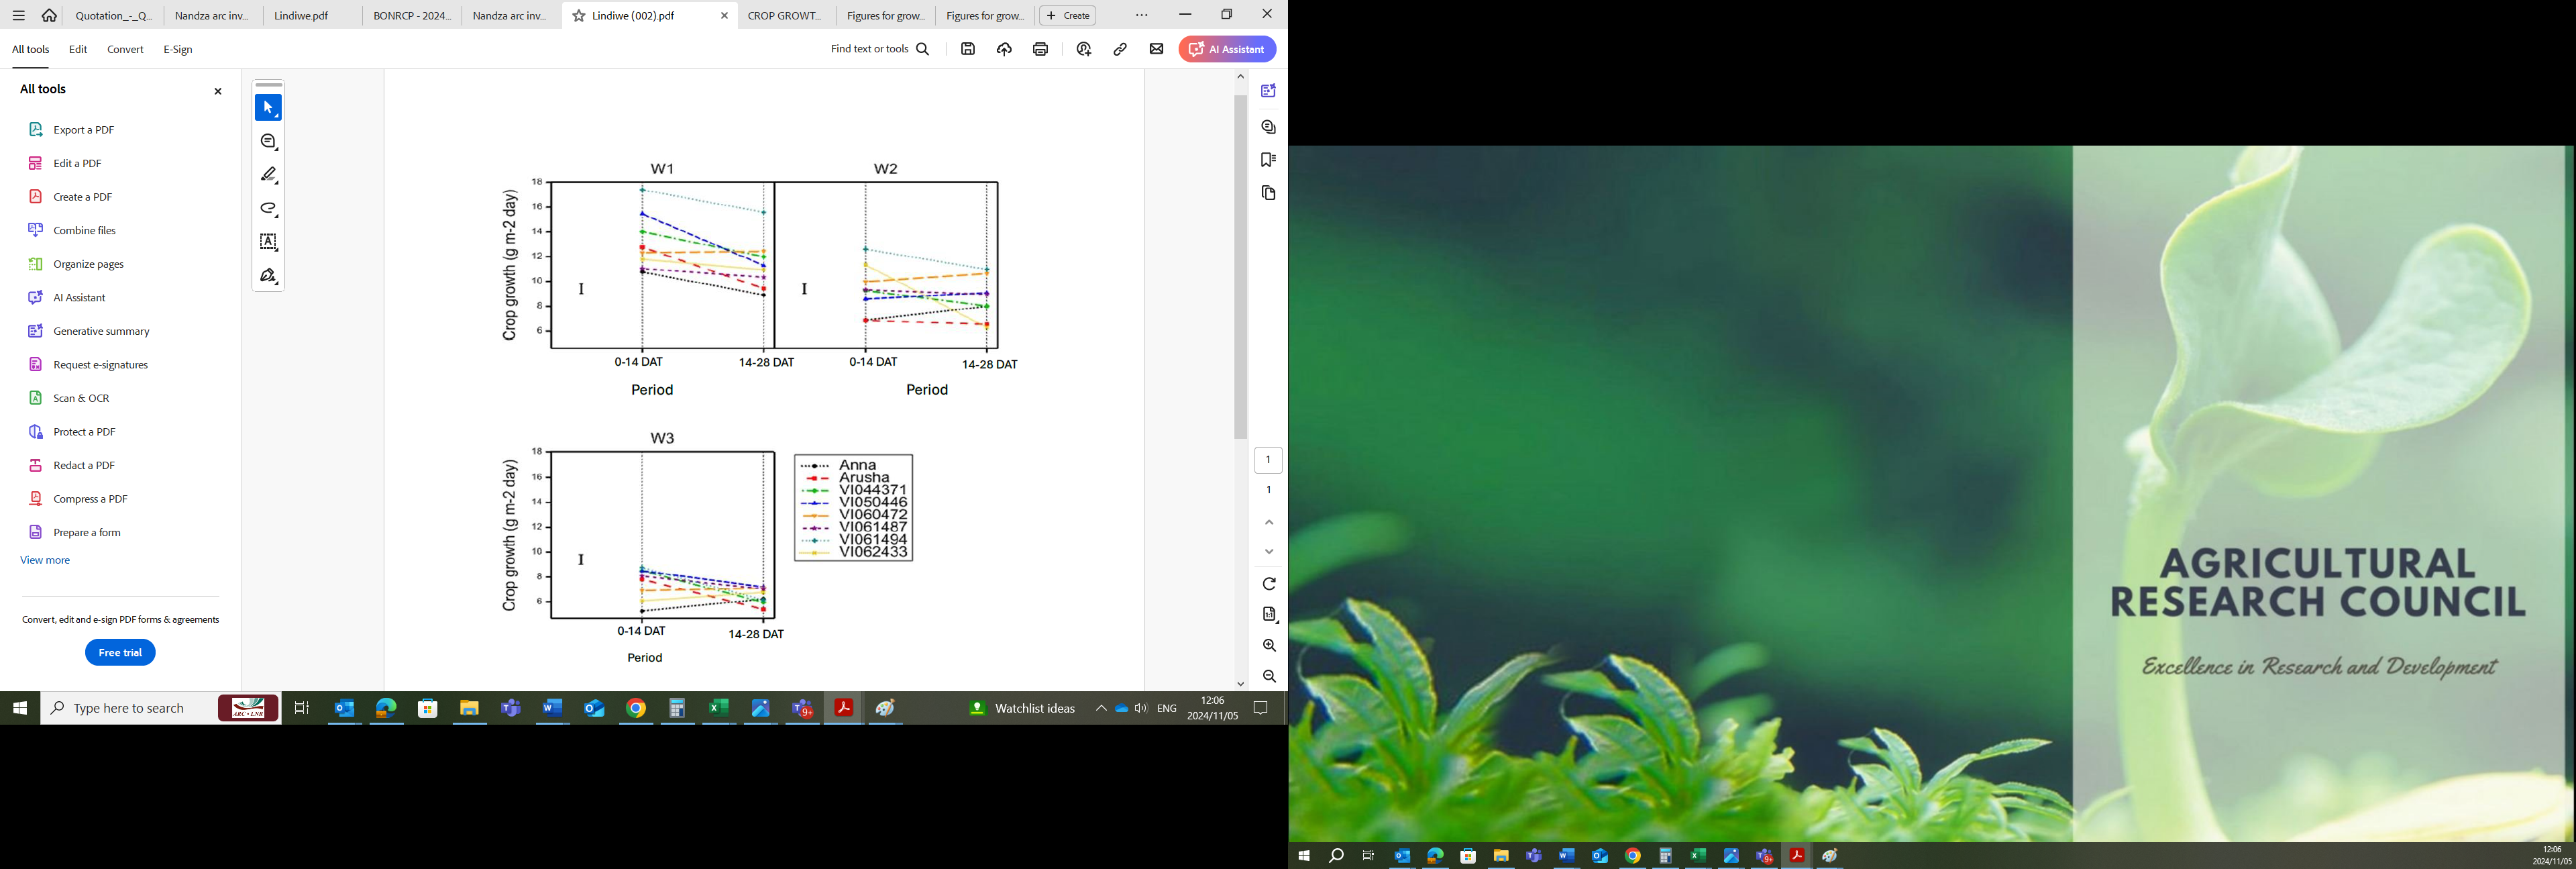 Quotation_-_Q...
Nandza arc inv...
Lindiwe.pdf
BONRCP - 2024...
Nandza arc inv...
Lindiwe (002).pdf
CROP GROWT...
Figures for grow...
Figures for grow...
Create
All tools
Edit
Convert
E-Sign
Find text or tools
AI Assistant
All tools
Export a PDF
Edit a PDF
Create a PDF
Combine files
Organize pages
AI Assistant
Generative summary
Request e-signatures
Scan & OCR
Protect a PDF
Redact a PDF
Compress a PDF
Prepare a form
View more
Convert, edit and e-sign PDF forms & agreements
Free trial
W1
W2
Crop growth (g m-2 day)
18
16
14
12
10
8
6
I
I
0-14 DAT
14-28 DAT
0-14 DAT
14-28 DAT
Period
Period
W3
Crop growth (g m-2 day)
18
16
14
12
10
8
6
I
0-14 DAT
14-28 DAT
Period
Anna
Arusha
VI044371
VI050446
VI060472
VI061487
VI061494
VI062433
1
1
Type here to search
ARC • LNR
9+
Watchlist ideas
ENG
12:06
2024/11/05
AGRICULTURAL
RESEARCH COUNCIL
Excellence in Research and Development
9+
12:06
2024/11/05